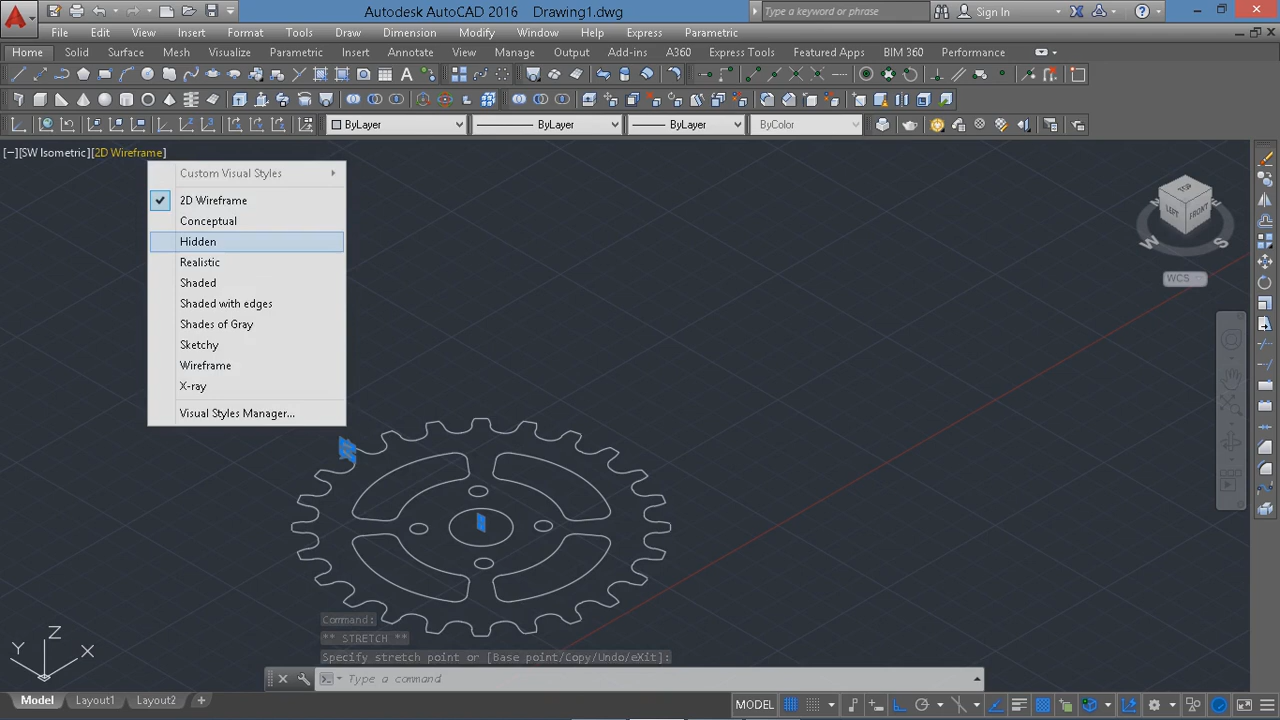 Autodesk AutoCAD 2016 Drawing1.dwg
Type a keyword or phrase
Sign In
File Edit View Insert Format Tools Draw Dimension Modify Window Help Express Parametric
Home Solid Surface Mesh Visualize Parametric Insert Annotate View Manage Output Add-ins A360 Express Tools Featured Apps BIM 360 Performance
ByLayer ByLayer ByLayer ByColor
[−][SW Isometric][2D Wireframe]
Custom Visual Styles
2D Wireframe
Conceptual
Hidden
Realistic
Shaded
Shaded with edges
Shades of Gray
Sketchy
Wireframe
X-ray
Visual Styles Manager...
TOP
LEFT FRONT
W S
WCS
Command:
** STRETCH **
Specify stretch point or [Base point/Copy/Undo/eXit]:
Type a command
Z
Y X
Model Layout1 Layout2 +
MODEL